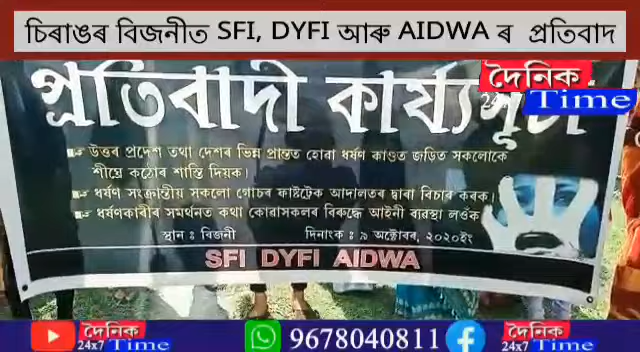 চিৰাঙৰ বিজনীত SFI, DYFI আৰু AIDWA ৰ প্ৰতিবাদ
দৈনিক
24x7 Time
প্ৰতিবাদী কাৰ্য্যসূচী
উত্তৰ প্ৰদেশ তথা দেশৰ ভিন্ন প্ৰান্তত হোৱা ধৰ্ষণ কাণ্ডত জড়িত সকলোকে
শীঘ্ৰে কঠোৰ শাস্তি দিয়ক।
ধৰ্ষণ সংক্ৰান্তীয় সকলো গোচৰ ফাষ্টট্ৰেক আদালতৰ দ্বাৰা বিচাৰ কৰক।
ধৰ্ষণকাৰীৰ সমৰ্থনত কথা কোৱাসকলৰ বিৰুদ্ধে আইনী ব্যৱস্থা লওঁক
স্থান : বিজনী দিনাংক : ৯ অক্টোবৰ, ২০২০ইং
SFI DYFI AIDWA
দৈনিক
24x7 Time
9678040811
দৈনিক
24x7 Time